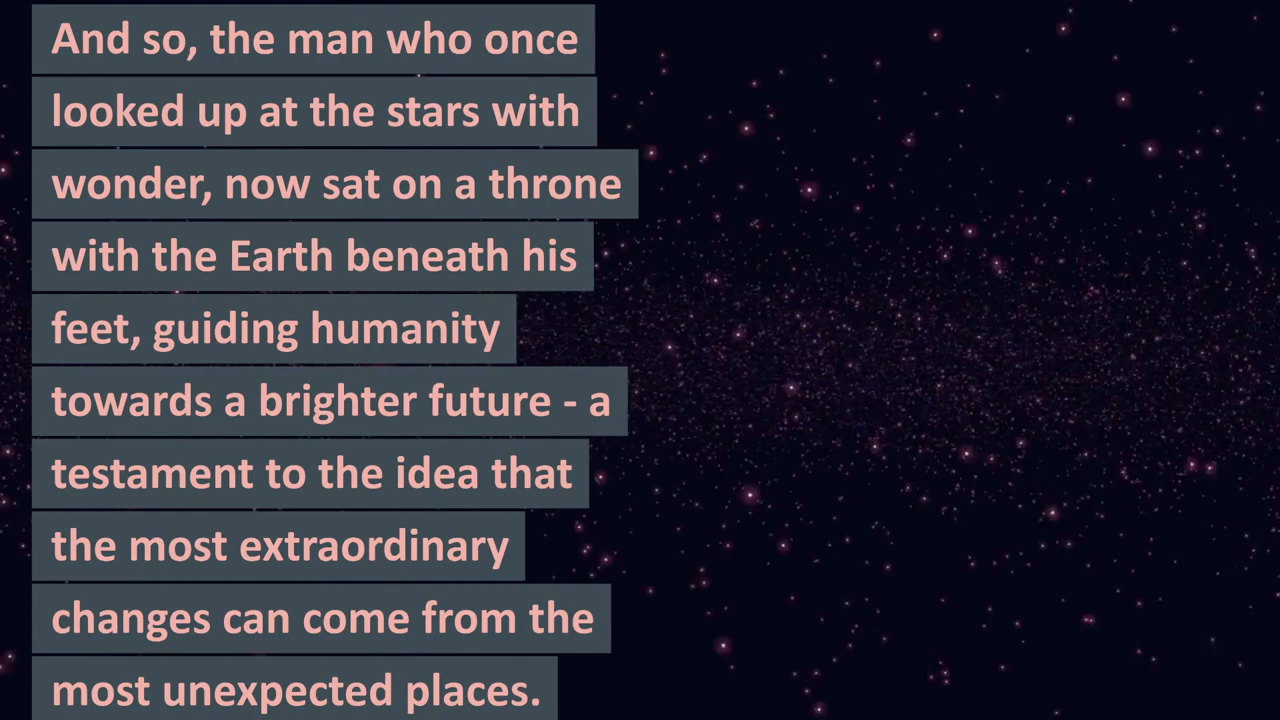 And so, the man who once
looked up at the stars with
wonder, now sat on a throne
with the Earth beneath his
feet, guiding humanity
towards a brighter future - a
testament to the idea that
the most extraordinary
changes can come from the
most unexpected places.